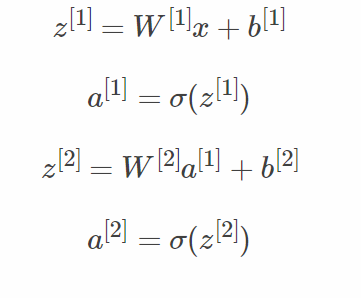 z^{[1]} = W^{[1]}x + b^{[1]}
a^{[1]} = σ(z^{[1]})
z^{[2]} = W^{[2]}a^{[1]} + b^{[2]}
a^{[2]} = σ(z^{[2]})